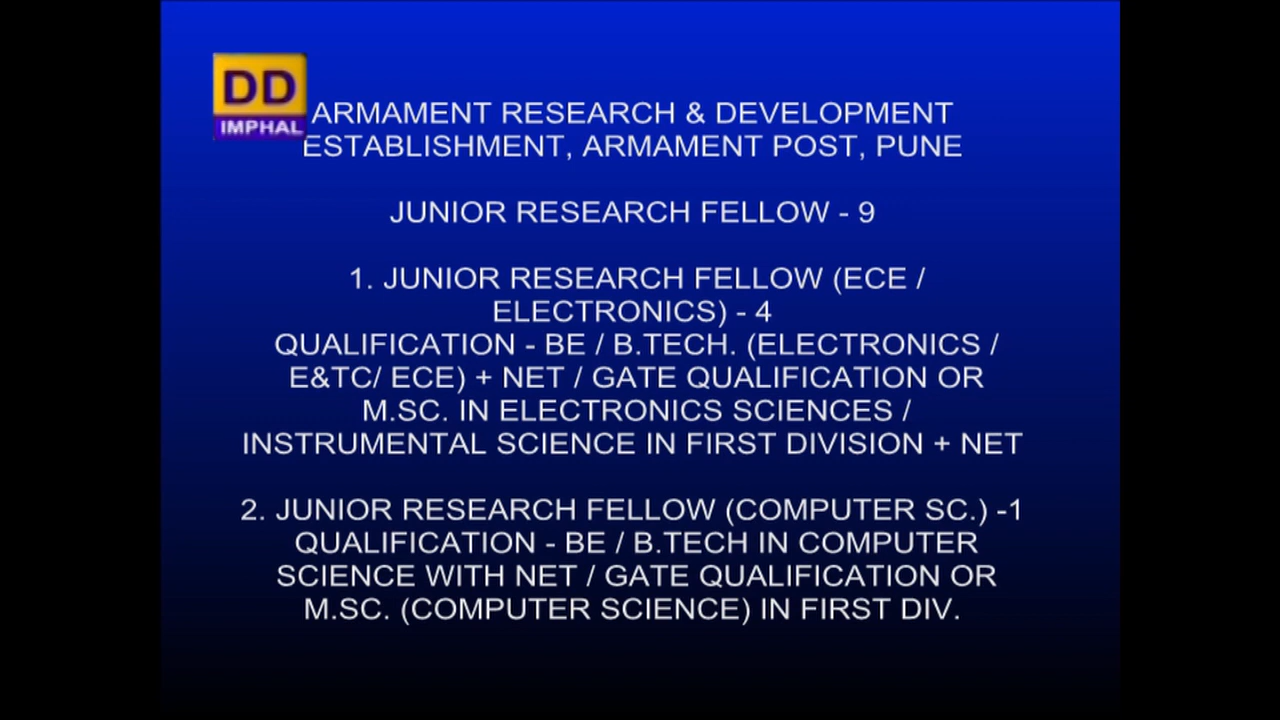 DD
IMPHAL
ARMAMENT RESEARCH & DEVELOPMENT
ESTABLISHMENT, ARMAMENT POST, PUNE
JUNIOR RESEARCH FELLOW - 9
1. JUNIOR RESEARCH FELLOW (ECE /
ELECTRONICS) - 4
QUALIFICATION - BE / B.TECH. (ELECTRONICS /
E&TC/ ECE) + NET / GATE QUALIFICATION OR
M.SC. IN ELECTRONICS SCIENCES /
INSTRUMENTAL SCIENCE IN FIRST DIVISION + NET
2. JUNIOR RESEARCH FELLOW (COMPUTER SC.) -1
QUALIFICATION - BE / B.TECH IN COMPUTER
SCIENCE WITH NET / GATE QUALIFICATION OR
M.SC. (COMPUTER SCIENCE) IN FIRST DIV.